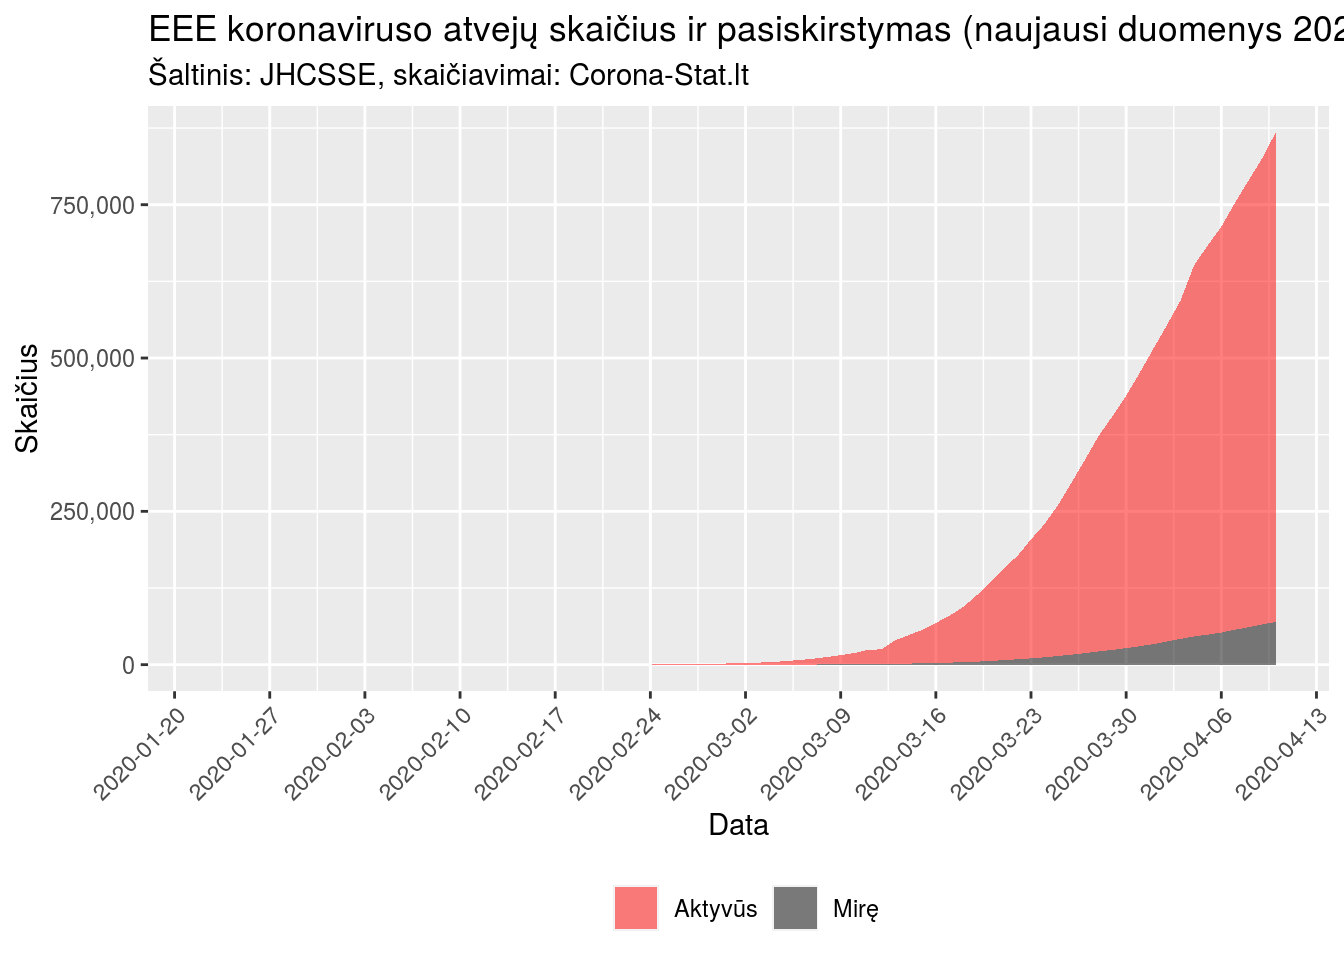 EEE koronaviruso atvejų skaičius ir pasiskirstymas (naujausi duomenys 202
Šaltinis: JHCSSE, skaičiavimai: Corona-Stat.lt
Skaičius
750,000
500,000
250,000
0
2020-01-20
2020-01-27
2020-02-03
2020-02-10
2020-02-17
2020-02-24
2020-03-02
2020-03-09
2020-03-16
2020-03-23
2020-03-30
2020-04-06
2020-04-13
Data
Aktyvūs
Mirę